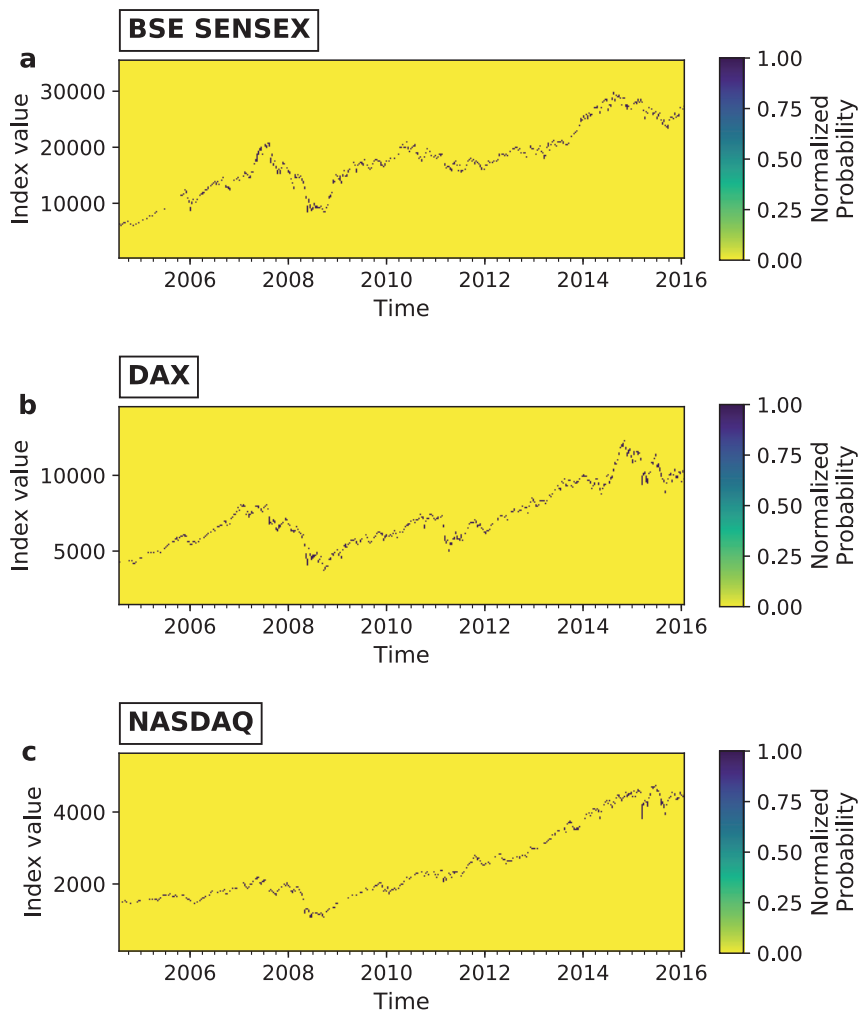 BSE SENSEX
a
30000
20000
10000
Index value
2006 2008 2010 2012 2014 2016
Time
1.00
0.75
0.50
0.25
0.00
Normalized
Probability
DAX
b
10000
5000
Index value
2006 2008 2010 2012 2014 2016
Time
1.00
0.75
0.50
0.25
0.00
Normalized
Probability
NASDAQ
c
4000
2000
Index value
2006 2008 2010 2012 2014 2016
Time
1.00
0.75
0.50
0.25
0.00
Normalized
Probability